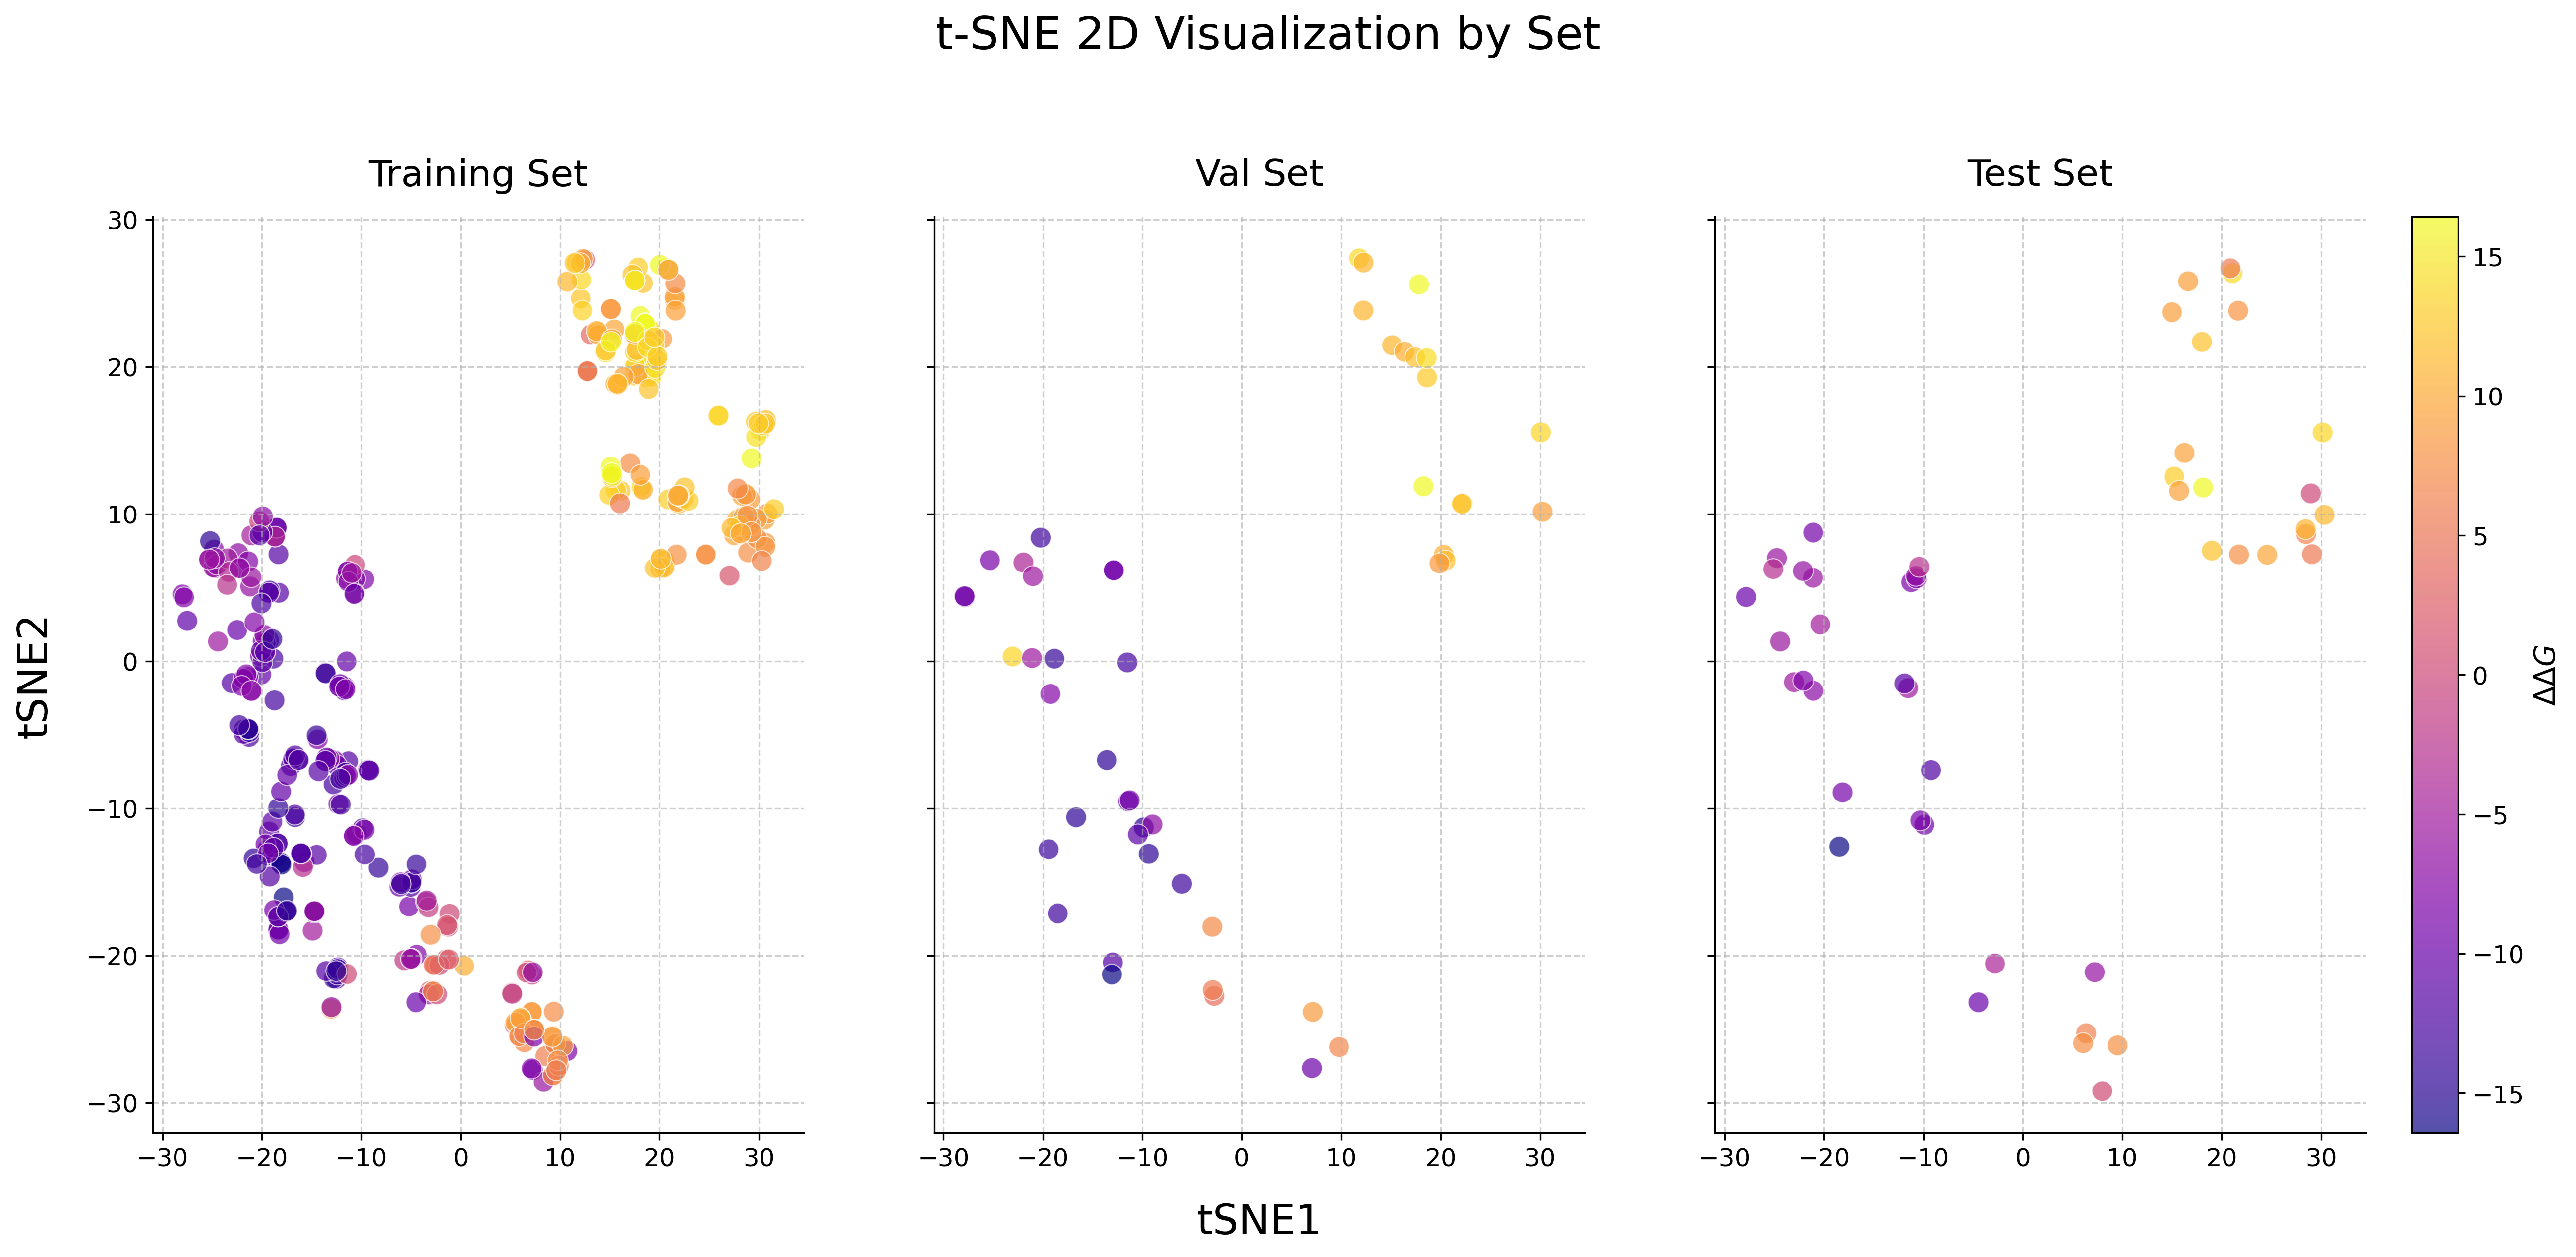 t-SNE 2D Visualization by Set
Training Set
Val Set
Test Set
tSNE2
30
20
10
0
−10
−20
−30
−30 −20 −10 0 10 20 30
−30 −20 −10 0 10 20 30
−30 −20 −10 0 10 20 30
15
10
5
0
−5
−10
−15
ΔΔG
tSNE1